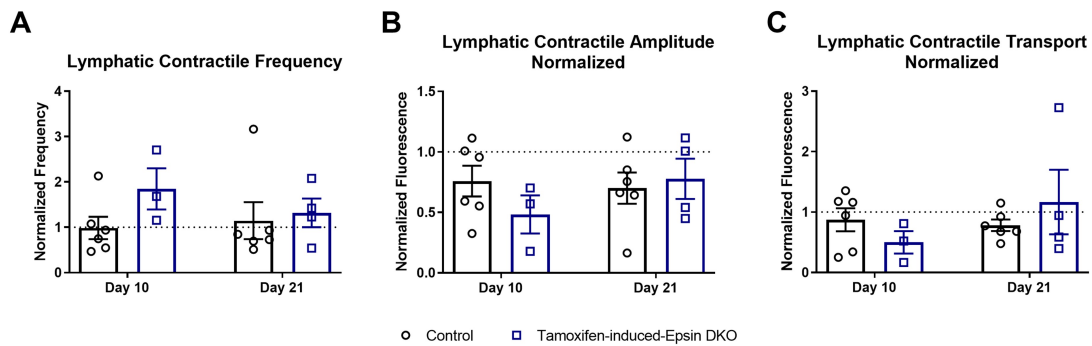 A
Lymphatic Contractile Frequency
Normalized Frequency
4
3
2
1
0
Day 10
Day 21
B
Lymphatic Contractile Amplitude
Normalized
Normalized Fluorescence
1.5
1.0
0.5
0.0
Day 10
Day 21
C
Lymphatic Contractile Transport
Normalized
Normalized Fluorescence
3
2
1
0
Day 10
Day 21
Control
Tamoxifen-induced-Epsin DKO